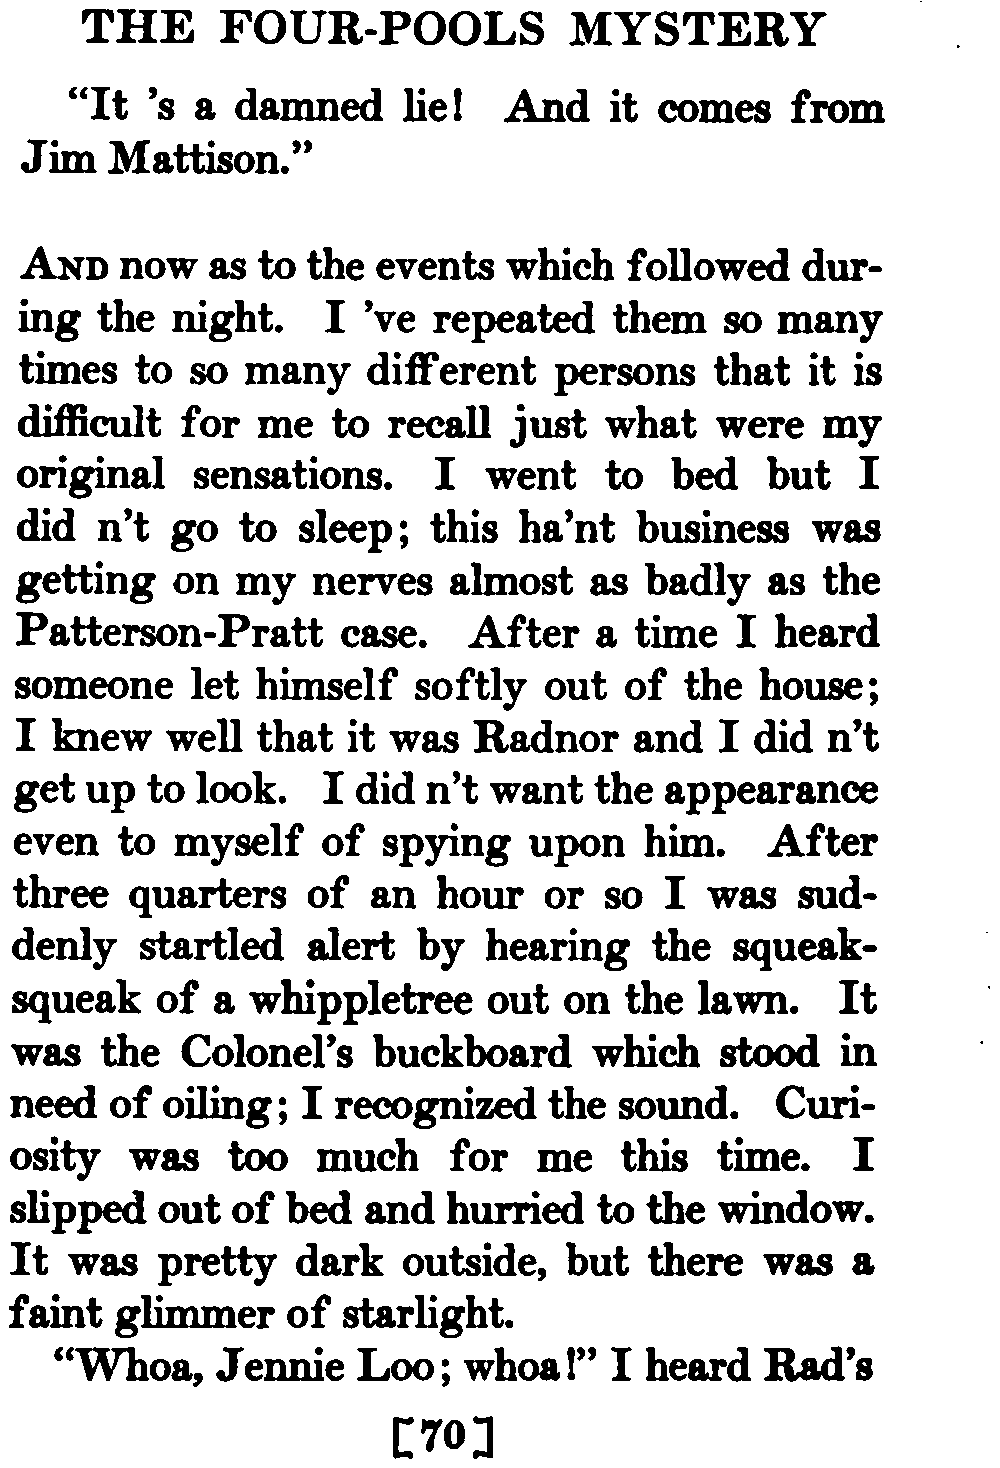 THE FOUR-POOLS MYSTERY
“It ’s a damned lie! And it comes from
Jim Mattison.”
AND now as to the events which followed dur-
ing the night. I ’ve repeated them so many
times to so many different persons that it is
difficult for me to recall just what were my
original sensations. I went to bed but I
did n’t go to sleep; this ha’nt business was
getting on my nerves almost as badly as the
Patterson-Pratt case. After a time I heard
someone let himself softly out of the house;
I knew well that it was Radnor and I did n’t
get up to look. I did n’t want the appearance
even to myself of spying upon him. After
three quarters of an hour or so I was sud-
denly startled alert by hearing the squeak-
squeak of a whippletree out on the lawn. It
was the Colonel’s buckboard which stood in
need of oiling; I recognized the sound. Curi-
osity was too much for me this time. I
slipped out of bed and hurried to the window.
It was pretty dark outside, but there was a
faint glimmer of starlight.
“Whoa, Jennie Loo; whoa!” I heard Rad’s
[70]